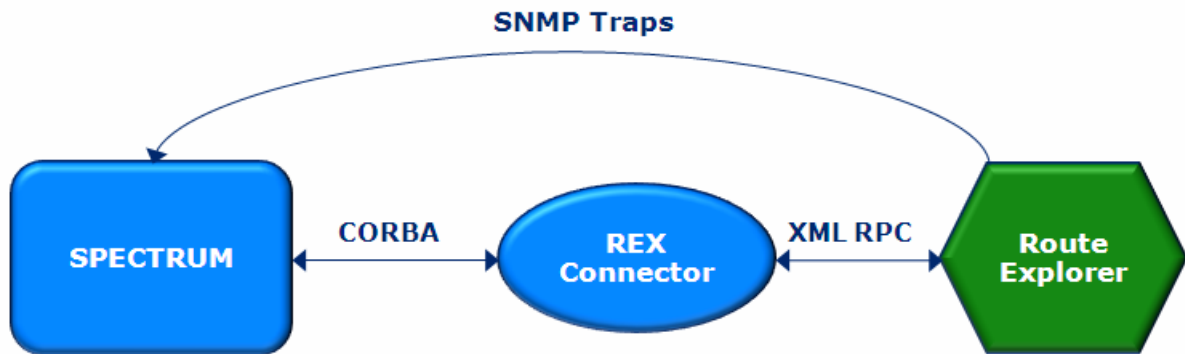 SNMP Traps
SPECTRUM
CORBA
REX
Connector
XML RPC
Route
Explorer